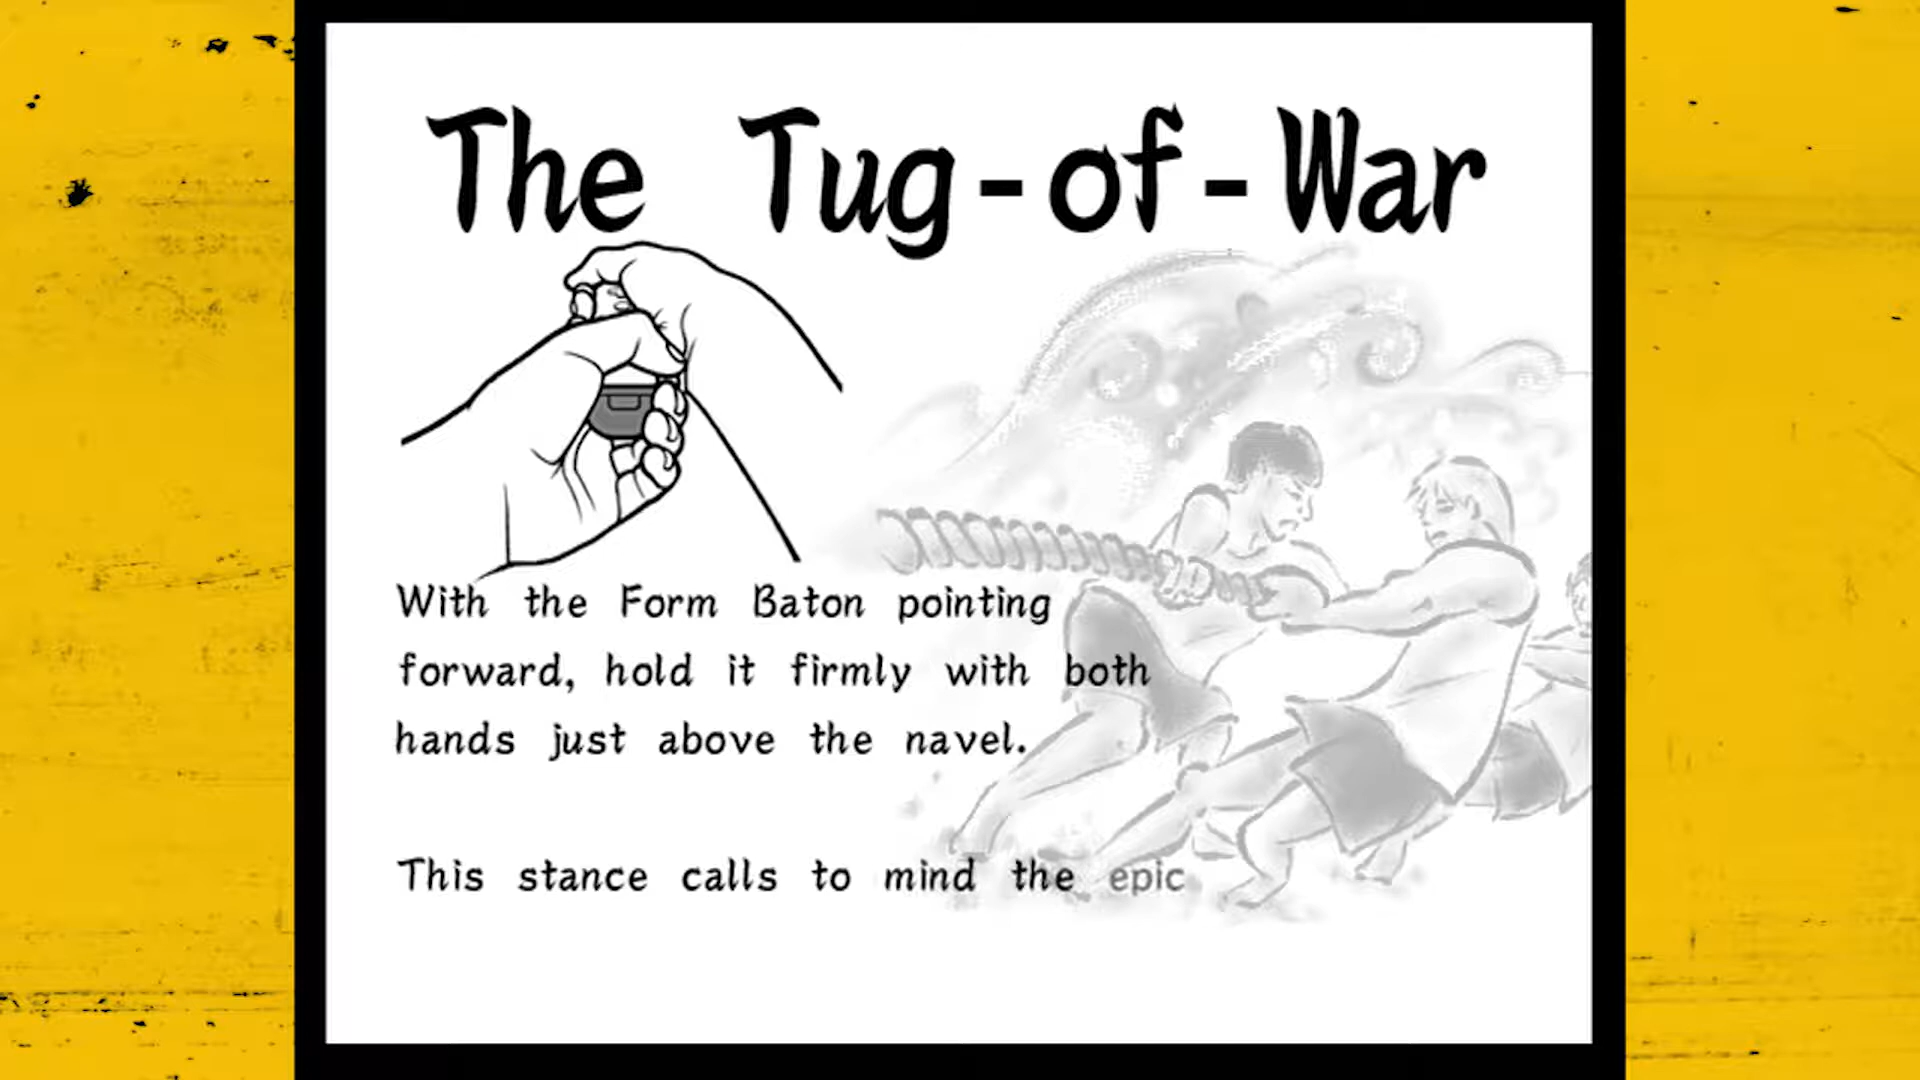 The Tug-of-War
With the Form Baton pointing
forward, hold it firmly with both
hands just above the navel.
This stance calls to mind the epic